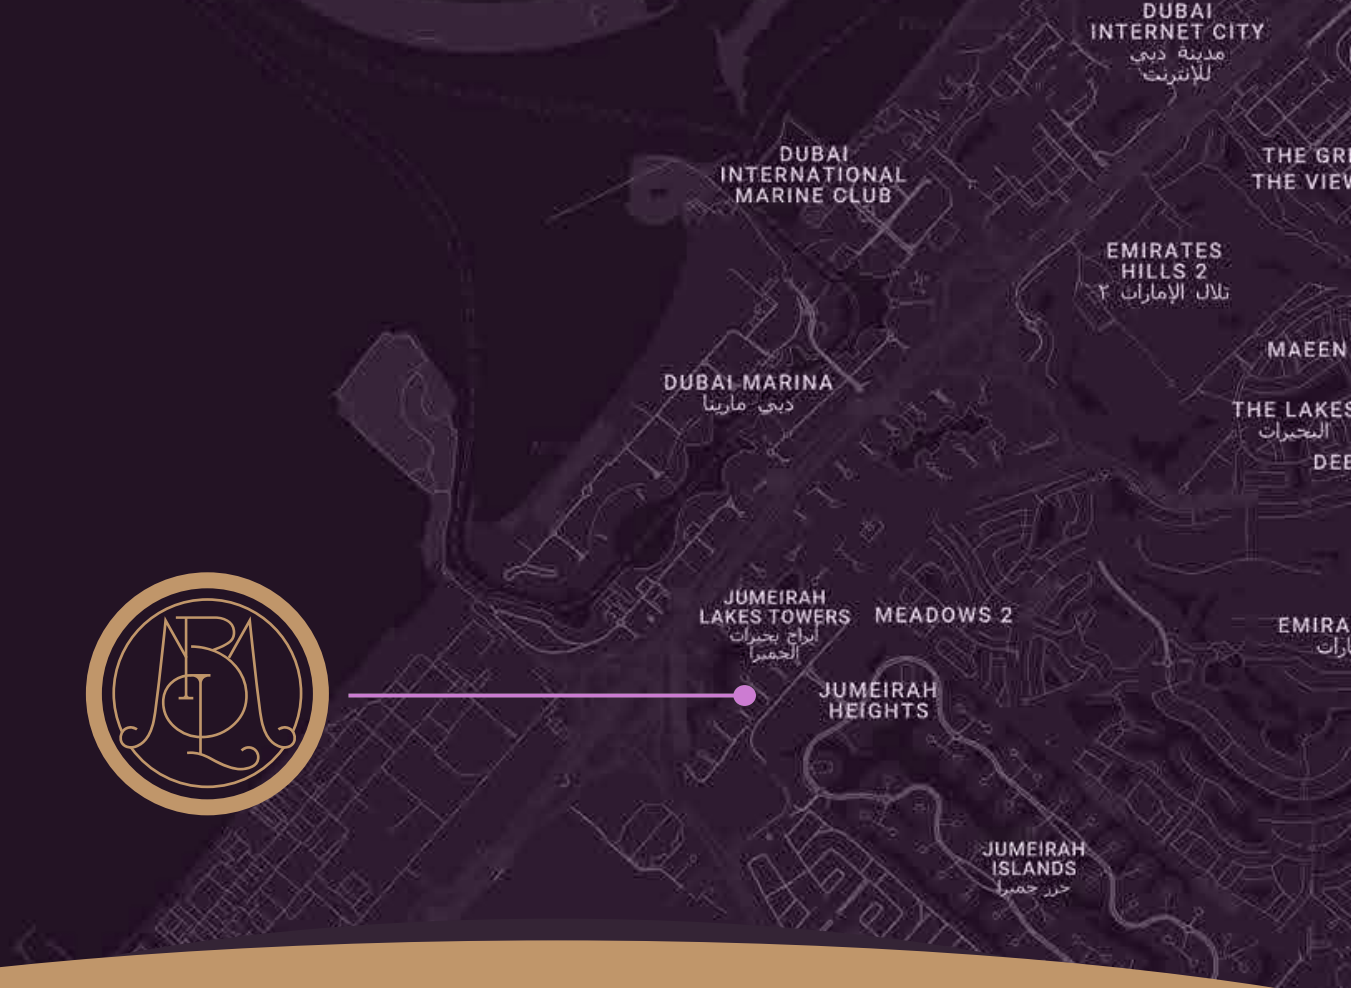 DUBAI
INTERNET CITY
مدينة دبي
للإنترنت
DUBAI
INTERNATIONAL
MARINE CLUB
THE GRE
THE VIEW
EMIRATES
HILLS 2
تلال الإمارات ٢
MAEEN
DUBAI MARINA
دبي مارينا
THE LAKES
البحيرات
DEE
JUMEIRAH
LAKES TOWERS
أبراج بحيرات
الجميرا
MEADOWS 2
EMIRA
JUMEIRAH
HEIGHTS
JUMEIRAH
ISLANDS
جزر جميرا